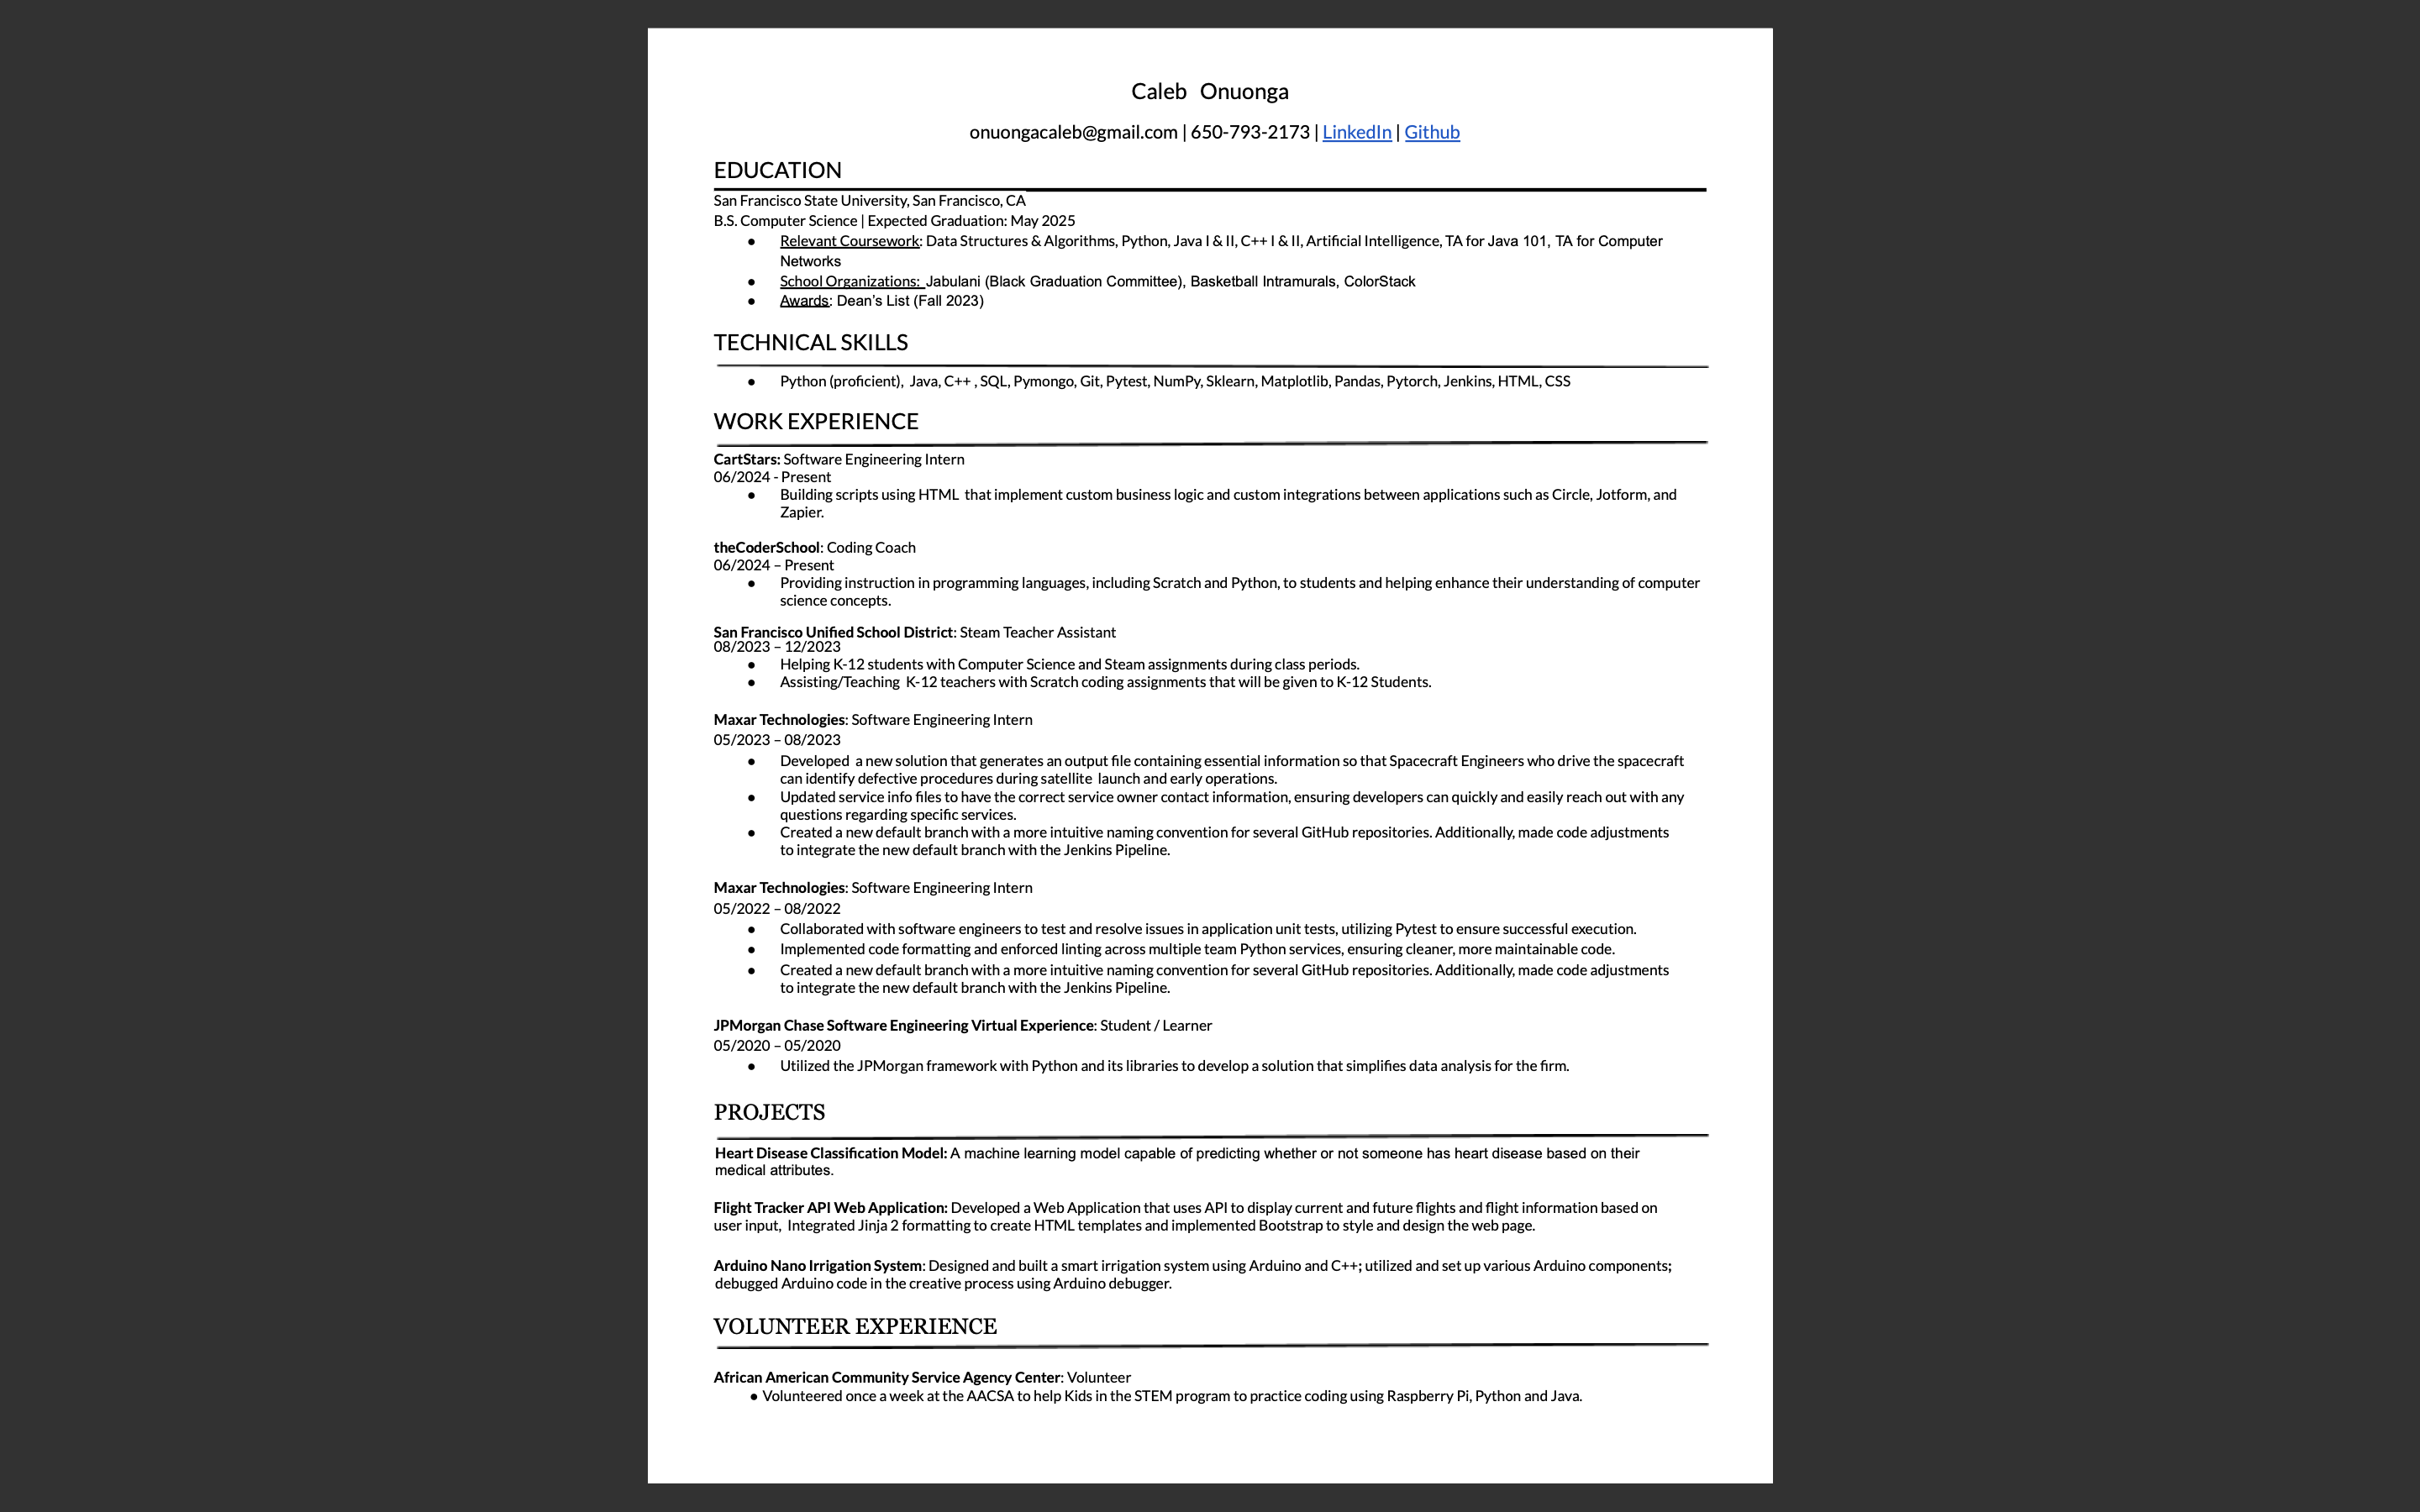 Caleb Onuonga
onuongacaleb@gmail.com | 650-793-2173 | LinkedIn | Github
EDUCATION
San Francisco State University, San Francisco, CA
B.S. Computer Science | Expected Graduation: May 2025
● Relevant Coursework: Data Structures & Algorithms, Python, Java I & II, C++ I & II, Artificial Intelligence, TA for Java 101, TA for Computer
Networks
● School Organizations: Jabulani (Black Graduation Committee), Basketball Intramurals, ColorStack
● Awards: Dean's List (Fall 2023)
TECHNICAL SKILLS
● Python (proficient), Java, C++ , SQL, Pymongo, Git, Pytest, NumPy, Sklearn, Matplotlib, Pandas, Pytorch, Jenkins, HTML, CSS
WORK EXPERIENCE
CartStars: Software Engineering Intern
06/2024 - Present
● Building scripts using HTML that implement custom business logic and custom integrations between applications such as Circle, Jotform, and
Zapier.
theCoderSchool: Coding Coach
06/2024 – Present
● Providing instruction in programming languages, including Scratch and Python, to students and helping enhance their understanding of computer
science concepts.
San Francisco Unified School District: Steam Teacher Assistant
08/2023 – 12/2023
● Helping K-12 students with Computer Science and Steam assignments during class periods.
● Assisting/Teaching K-12 teachers with Scratch coding assignments that will be given to K-12 Students.
Maxar Technologies: Software Engineering Intern
05/2023 – 08/2023
● Developed a new solution that generates an output file containing essential information so that Spacecraft Engineers who drive the spacecraft
can identify defective procedures during satellite launch and early operations.
● Updated service info files to have the correct service owner contact information, ensuring developers can quickly and easily reach out with any
questions regarding specific services.
● Created a new default branch with a more intuitive naming convention for several GitHub repositories. Additionally, made code adjustments
to integrate the new default branch with the Jenkins Pipeline.
Maxar Technologies: Software Engineering Intern
05/2022 – 08/2022
● Collaborated with software engineers to test and resolve issues in application unit tests, utilizing Pytest to ensure successful execution.
● Implemented code formatting and enforced linting across multiple team Python services, ensuring cleaner, more maintainable code.
● Created a new default branch with a more intuitive naming convention for several GitHub repositories. Additionally, made code adjustments
to integrate the new default branch with the Jenkins Pipeline.
JPMorgan Chase Software Engineering Virtual Experience: Student / Learner
05/2020 – 05/2020
● Utilized the JPMorgan framework with Python and its libraries to develop a solution that simplifies data analysis for the firm.
PROJECTS
Heart Disease Classification Model: A machine learning model capable of predicting whether or not someone has heart disease based on their
medical attributes.
Flight Tracker API Web Application: Developed a Web Application that uses API to display current and future flights and flight information based on
user input, Integrated Jinja 2 formatting to create HTML templates and implemented Bootstrap to style and design the web page.
Arduino Nano Irrigation System: Designed and built a smart irrigation system using Arduino and C++; utilized and set up various Arduino components;
debugged Arduino code in the creative process using Arduino debugger.
VOLUNTEER EXPERIENCE
African American Community Service Agency Center: Volunteer
● Volunteered once a week at the AACSA to help Kids in the STEM program to practice coding using Raspberry Pi, Python and Java.